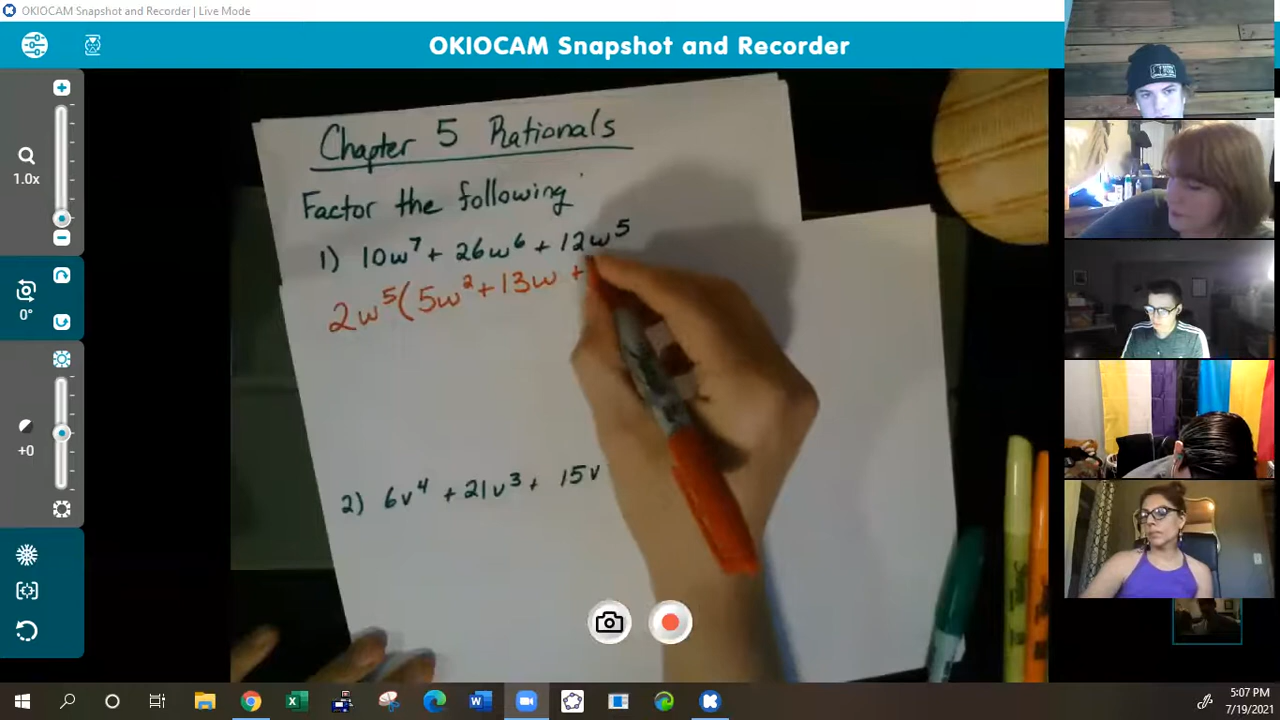 OKIOCAM Snapshot and Recorder | Live Mode
OKIOCAM Snapshot and Recorder
1.0x
0°
+0
Chapter 5 Rationals
Factor the following
1) 10w⁷ + 26w⁶ + 12w⁵
2w⁵(5w² + 13w +
2) 6v⁴ + 21v³ + 15v
5:07 PM
7/19/2021